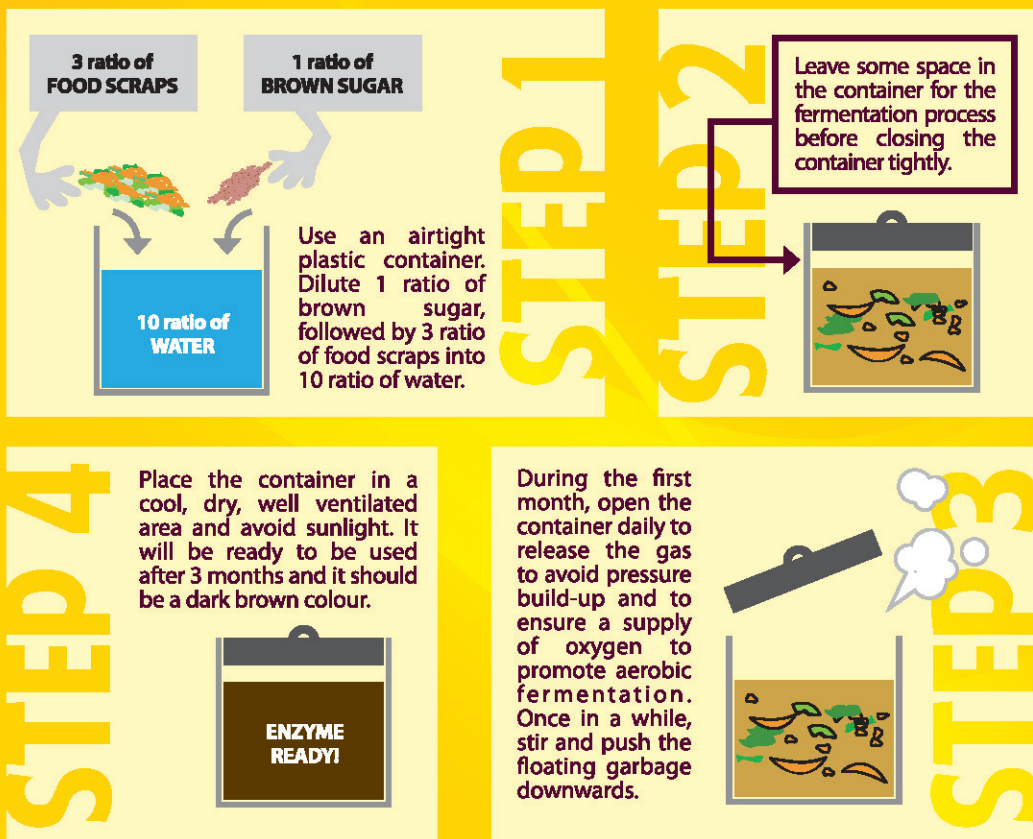 3 ratio of
FOOD SCRAPS
1 ratio of
BROWN SUGAR
10 ratio of
WATER
Use an airtight
plastic container.
Dilute 1 ratio of
brown sugar,
followed by 3 ratio
of food scraps into
10 ratio of water.
STEP 1
STEP 2
Leave some space in
the container for the
fermentation process
before closing the
container tightly.
STEP 3
During the first
month, open the
container daily to
release the gas
to avoid pressure
build-up and to
ensure a supply
of oxygen to
promote aerobic
fermentation.
Once in a while,
stir and push the
floating garbage
downwards.
STEP 4
Place the container in a
cool, dry, well ventilated
area and avoid sunlight. It
will be ready to be used
after 3 months and it should
be a dark brown colour.
ENZYME
READY!